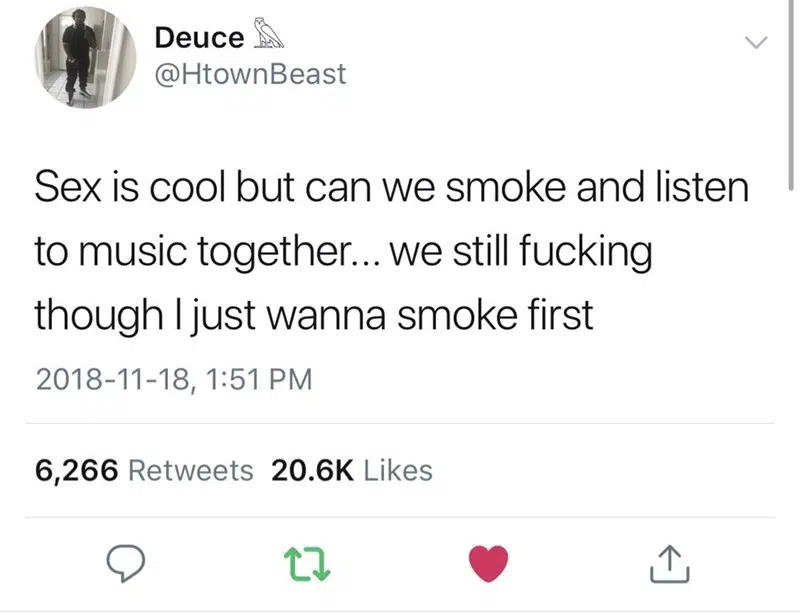 Deuce 𓅓
@HtownBeast
Sex is cool but can we smoke and listen
to music together... we still fucking
though I just wanna smoke first
2018-11-18, 1:51 PM
6,266 Retweets 20.6K Likes